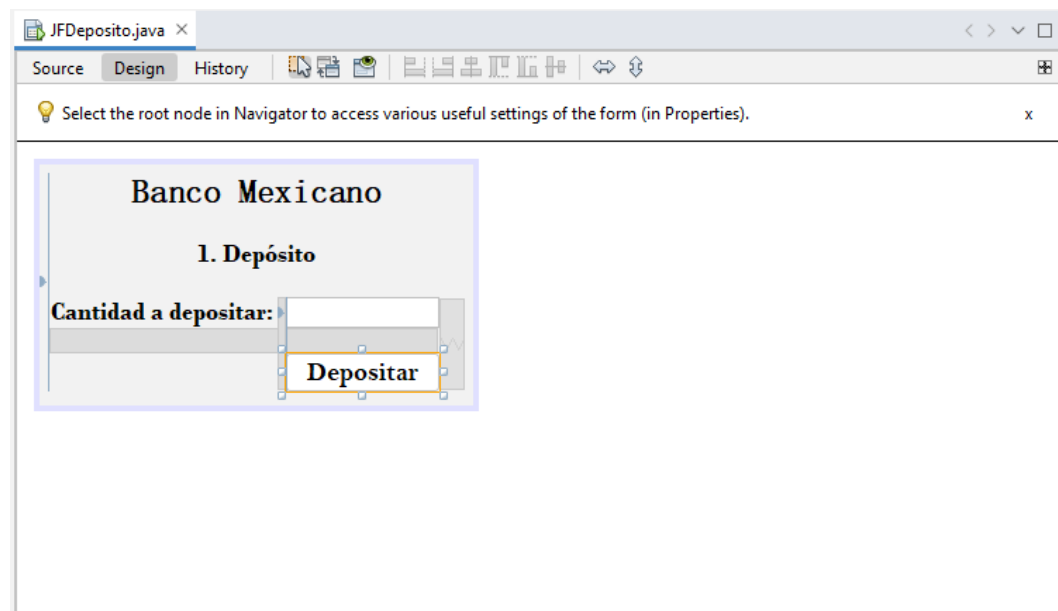 JFDeposito.java
Source Design History
Select the root node in Navigator to access various useful settings of the form (in Properties). x
Banco Mexicano
1. Depósito
Cantidad a depositar:
Depositar